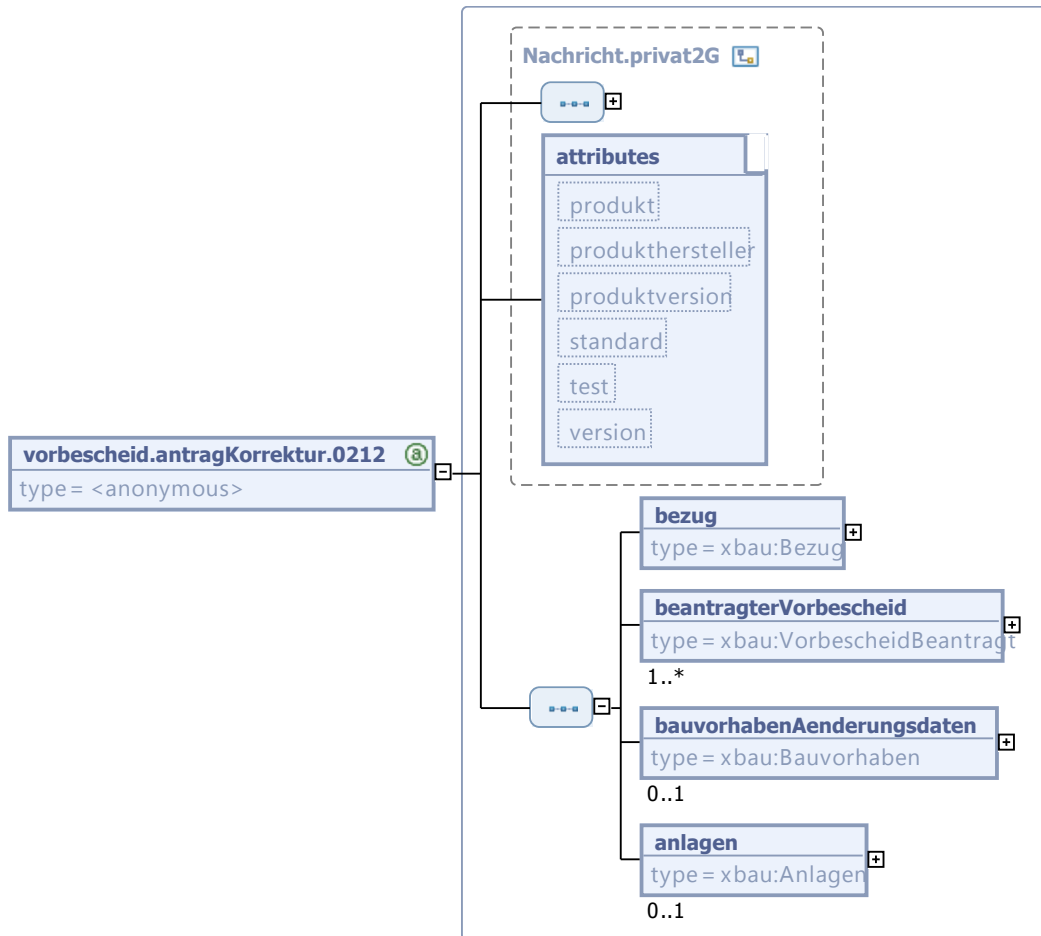 Nachricht.privat2G
attributes
produkt
produkthersteller
produktversion
standard
test
version
vorbescheid.antragKorrektur.0212 a
type = <anonymous>
bezug
type = xbau:Bezug
beantragterVorbescheid
type = xbau:VorbescheidBeantragt
1..*
bauvorhabenAenderungsdaten
type = xbau:Bauvorhaben
0..1
anlagen
type = xbau:Anlagen
0..1